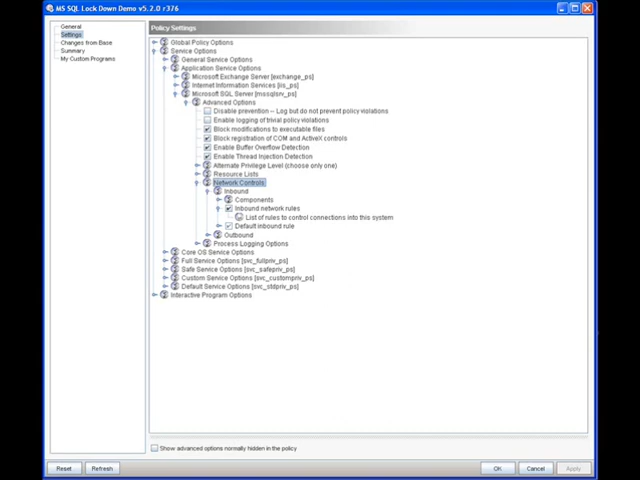 MS SQL Lock Down Demo v5.2.0 r376
General
Settings
Changes from Base
Summary
My Custom Programs
Policy Settings
Global Policy Options
Service Options
General Service Options
Application Service Options
Microsoft Exchange Server [exchange_ps]
Internet Information Services [iis_ps]
Microsoft SQL Server [mssqlsrv_ps]
Advanced Options
Disable prevention -- Log but do not prevent policy violations
Enable logging of trivial policy violations
Block modifications to executable files
Block registration of COM and ActiveX controls
Enable Buffer Overflow Detection
Enable Thread Injection Detection
Alternate Privilege Level (choose only one)
Resource Lists
Network Controls
Inbound
Components
Inbound network rules
List of rules to control connections into this system
Default inbound rule
Outbound
Process Logging Options
Core OS Service Options
Full Service Options [svc_fullpriv_ps]
Safe Service Options [svc_safepriv_ps]
Custom Service Options [svc_custompriv_ps]
Default Service Options [svc_stdpriv_ps]
Interactive Program Options
Show advanced options normally hidden in the policy
Reset
Refresh
OK
Cancel
Apply